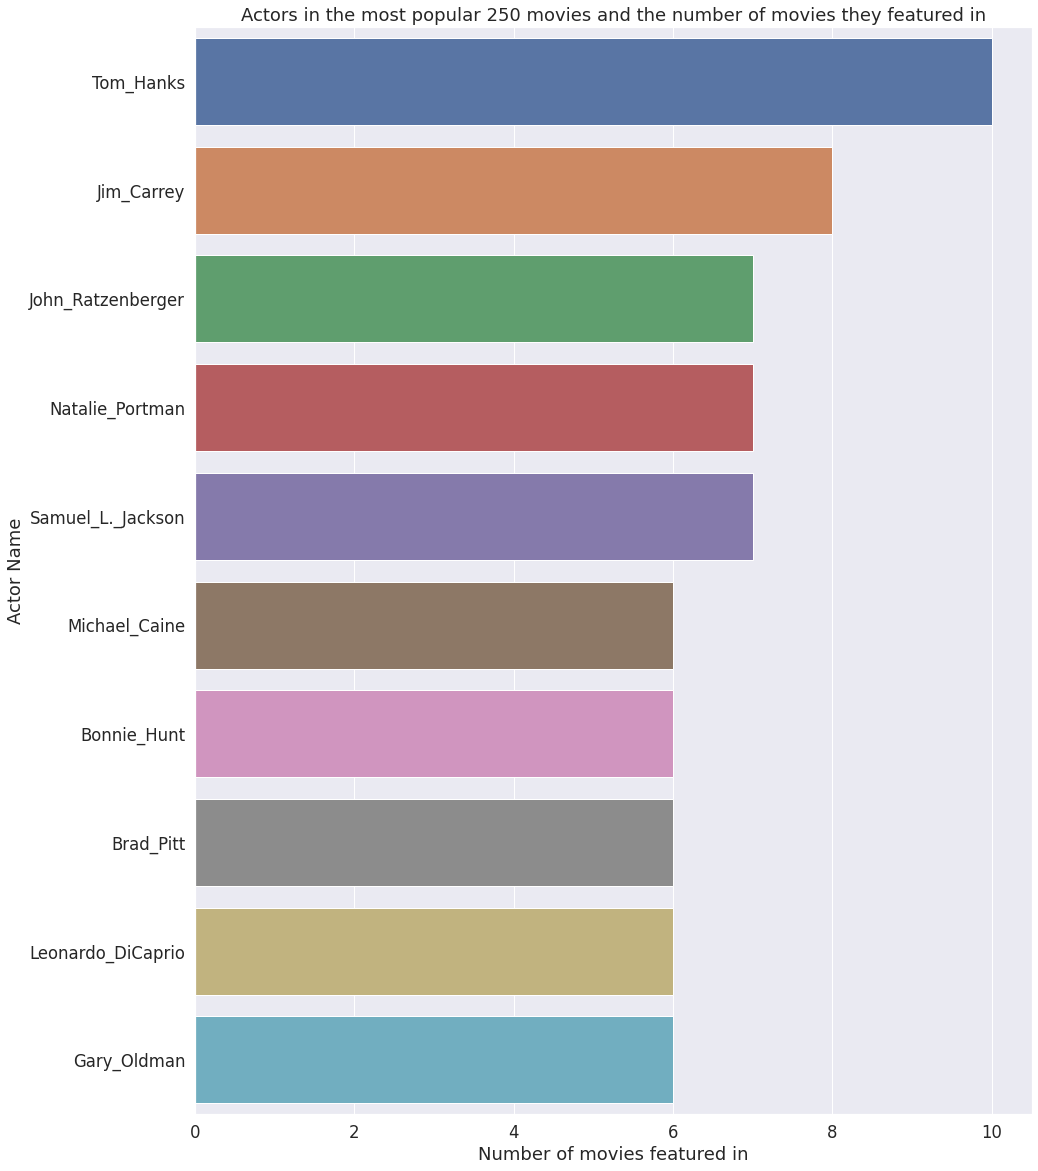 Actors in the most popular 250 movies and the number of movies they featured in
Actor Name
Tom_Hanks
Jim_Carrey
John_Ratzenberger
Natalie_Portman
Samuel_L._Jackson
Michael_Caine
Bonnie_Hunt
Brad_Pitt
Leonardo_DiCaprio
Gary_Oldman
0 2 4 6 8 10
Number of movies featured in